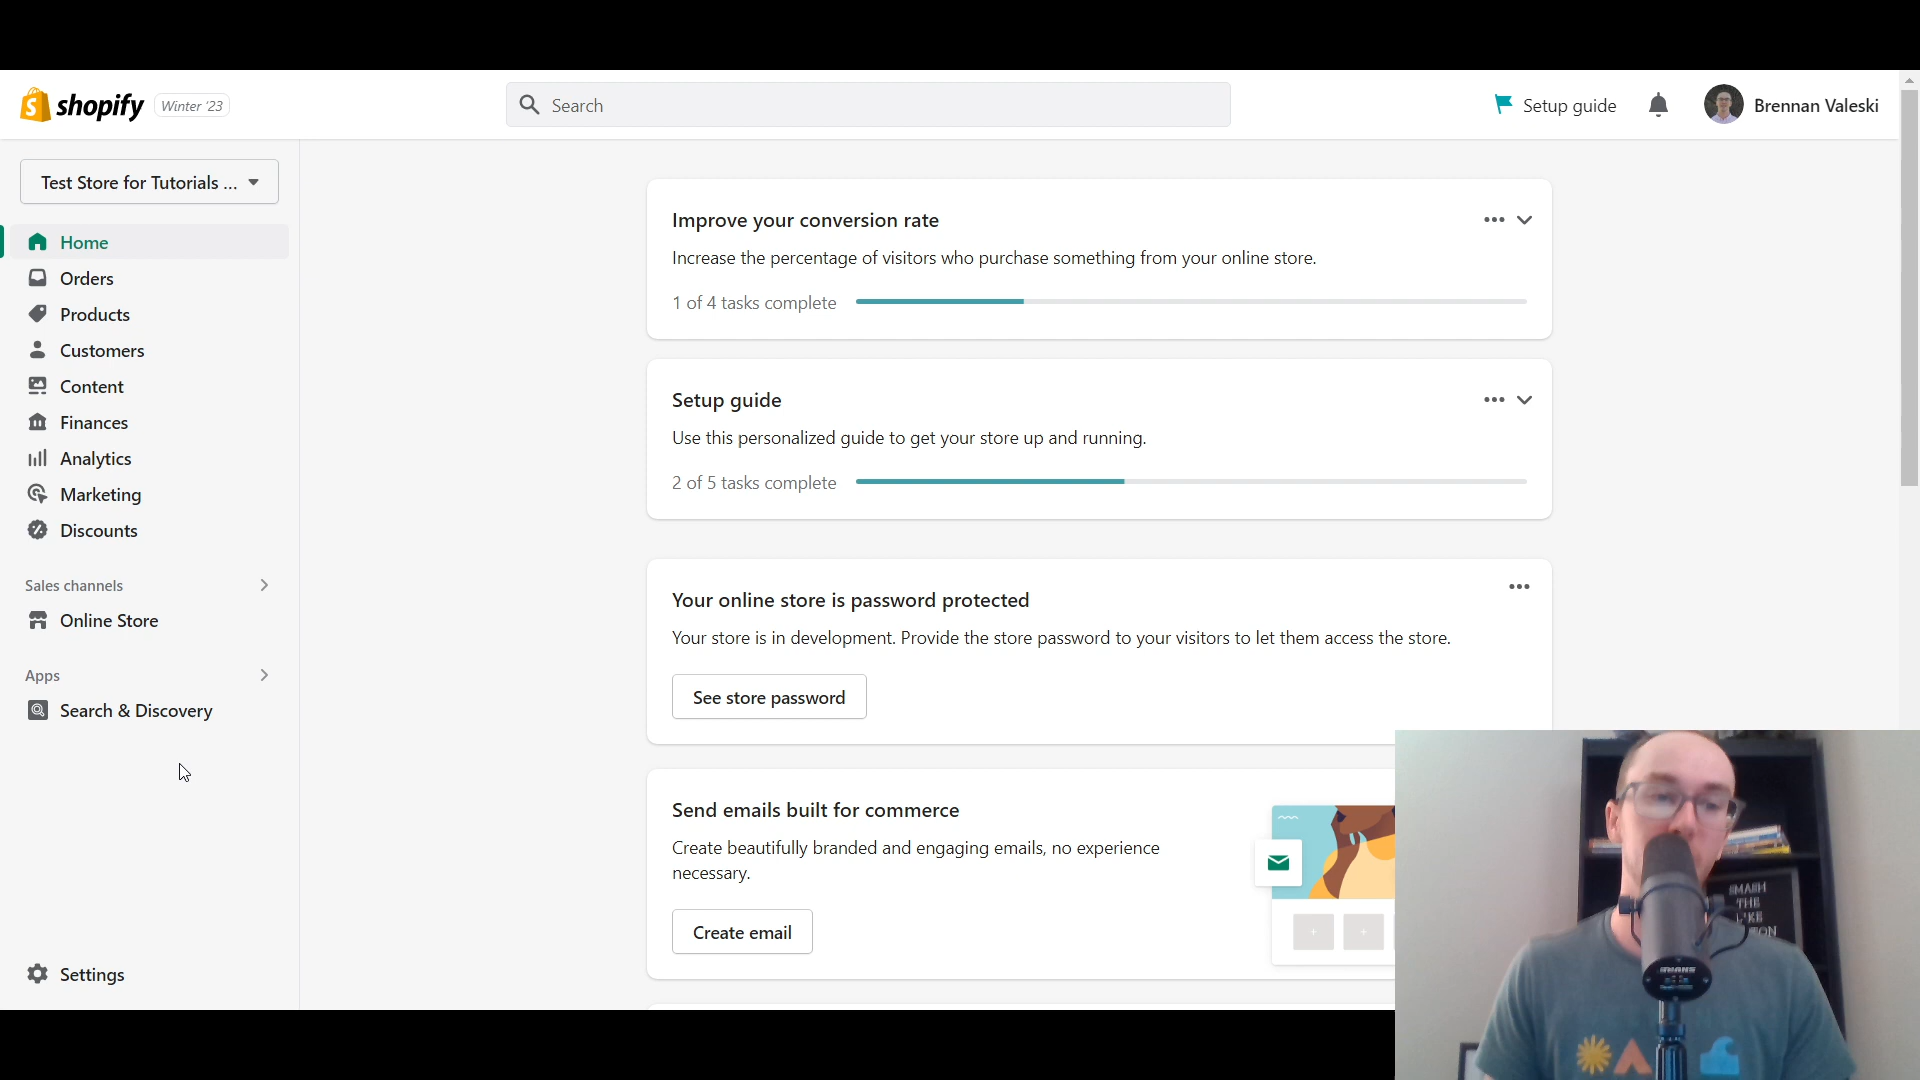 shopify
Winter '23
Search
Setup guide
Brennan Valeski
Test Store for Tutorials ...
Home
Orders
Products
Customers
Content
Finances
Analytics
Marketing
Discounts
Sales channels
Online Store
Apps
Search & Discovery
Settings
Improve your conversion rate
Increase the percentage of visitors who purchase something from your online store.
1 of 4 tasks complete
Setup guide
Use this personalized guide to get your store up and running.
2 of 5 tasks complete
Your online store is password protected
Your store is in development. Provide the store password to your visitors to let them access the store.
See store password
Send emails built for commerce
Create beautifully branded and engaging emails, no experience
necessary.
Create email
SMASH
THE